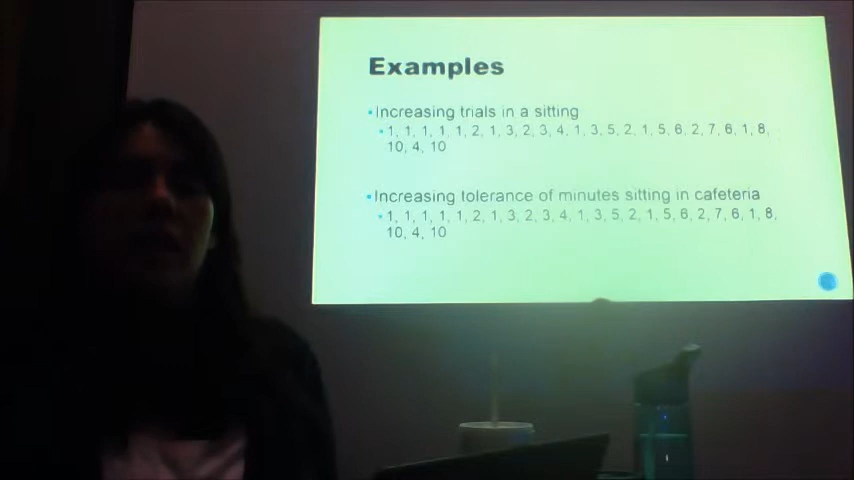 Examples
Increasing trials in a sitting
1, 1, 1, 1, 1, 2, 1, 3, 2, 3, 4, 1, 3, 5, 2, 1, 5, 6, 2, 7, 6, 1, 8,
10, 4, 10
Increasing tolerance of minutes sitting in cafeteria
1, 1, 1, 1, 1, 2, 1, 3, 2, 3, 4, 1, 3, 5, 2, 1, 5, 6, 2, 7, 6, 1, 8,
10, 4, 10